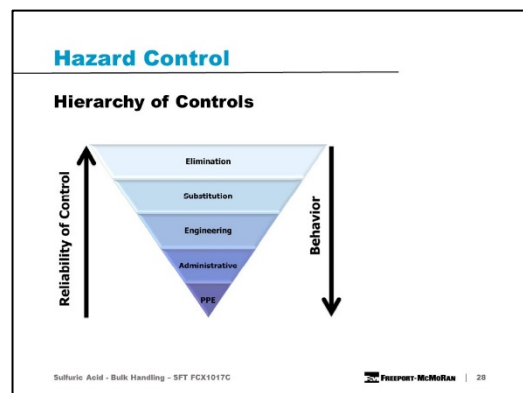 Hazard Control
Hierarchy of Controls
Reliability of Control
Elimination
Substitution
Engineering
Administrative
PPE
Behavior
Sulfuric Acid - Bulk Handling – SFT FCX1017C
FREEPORT-McMoRAN | 28